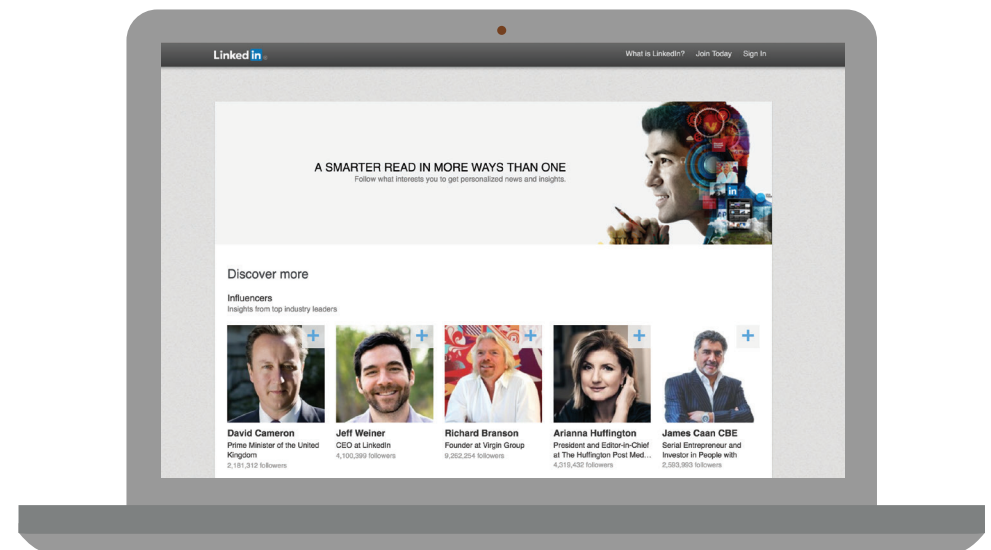 Linked in
What is LinkedIn? Join Today Sign In
A SMARTER READ IN MORE WAYS THAN ONE
Follow what interests you to get personalized news and insights.
in
Discover more
Influencers
Insights from top industry leaders
David Cameron
Prime Minister of the United
Kingdom
2,181,312 followers
Jeff Weiner
CEO at LinkedIn
4,100,399 followers
Richard Branson
Founder at Virgin Group
9,262,254 followers
Arianna Huffington
President and Editor-in-Chief
at The Huffington Post Med...
4,319,432 followers
James Caan CBE
Serial Entrepreneur and
Investor in People with
2,593,993 followers